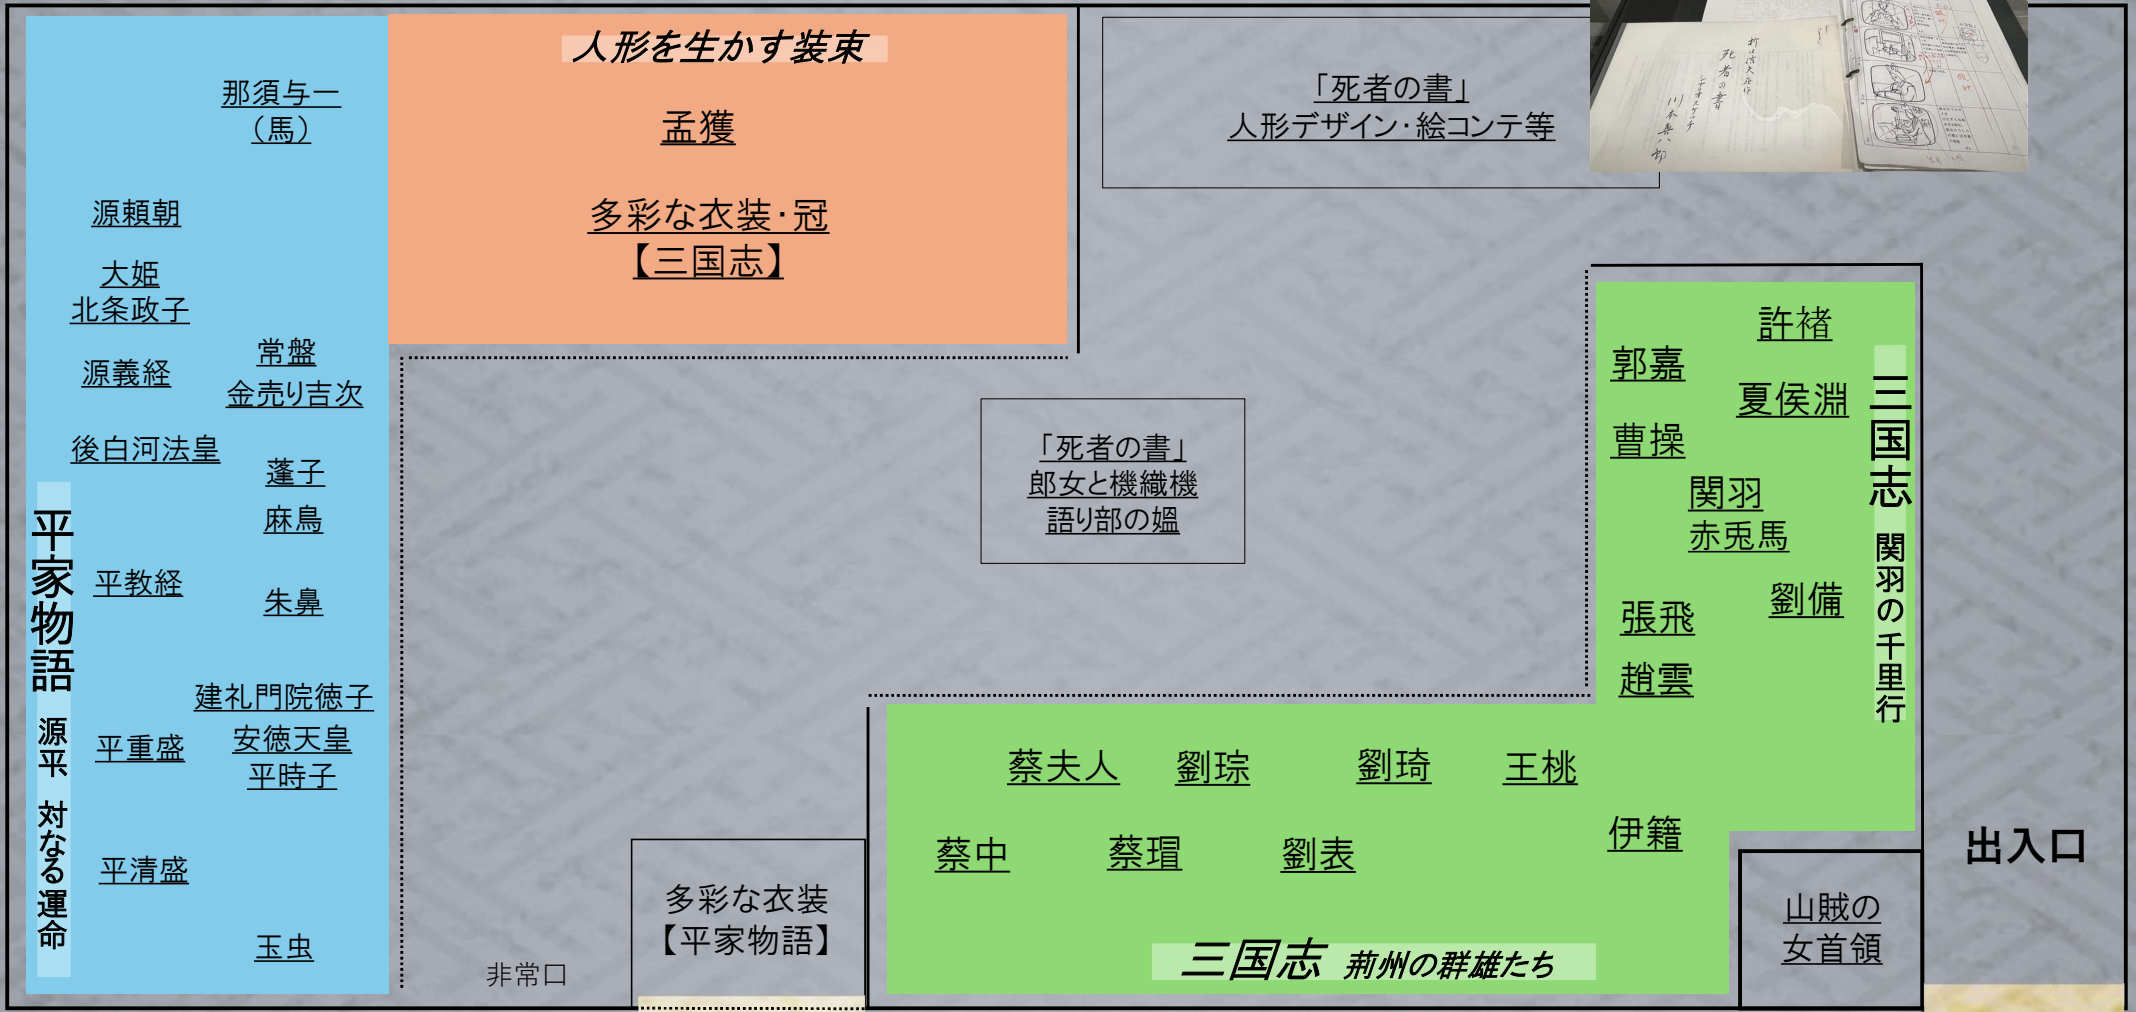 人形を生かす装束
孟獲
多彩な衣装・冠
【三国志】
「死者の書」
人形デザイン・絵コンテ等
死者の書
川本喜八郎
那須与一
（馬）
源頼朝
大姫
北条政子
常盤
源義経
金売り吉次
後白河法皇
蓬子
麻鳥
平教経
朱鼻
建礼門院徳子
平重盛
安徳天皇
平時子
平清盛
玉虫
平家物語 源平、対なる運命
「死者の書」
郎女と機織機
語り部の媼
許褚
郭嘉
夏侯淵
曹操
関羽
赤兎馬
劉備
張飛
趙雲
三国志 関羽の千里行
蔡夫人
劉琮
劉琦
王桃
伊籍
蔡中
蔡瑁
劉表
三国志 荊州の群雄たち
多彩な衣装
【平家物語】
非常口
山賊の
女首領
出入口